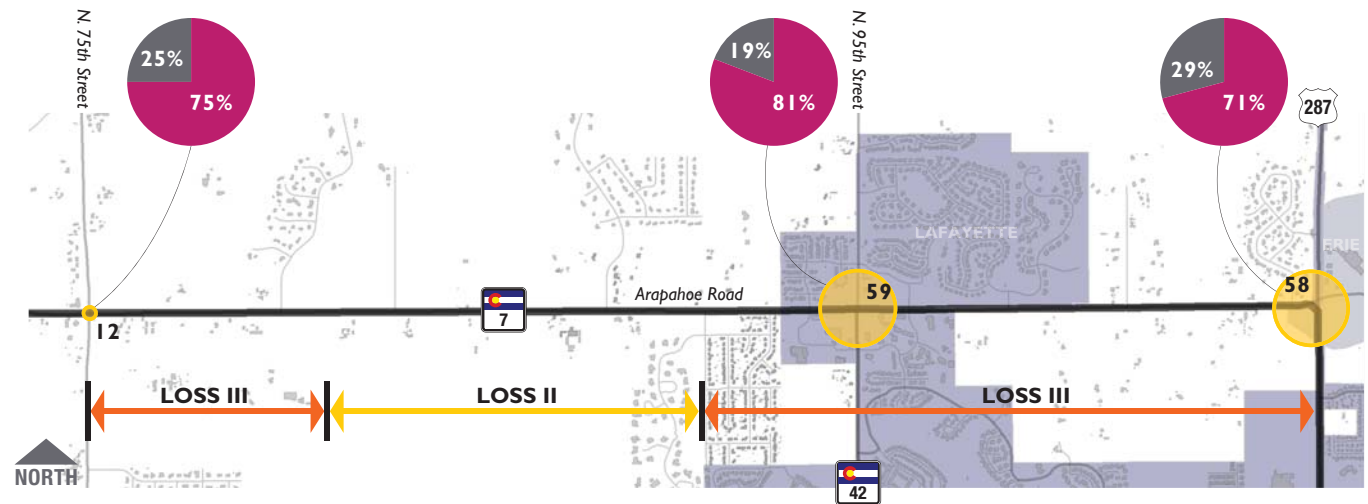 N. 75th Street
25%
75%
N. 95th Street
19%
81%
29%
71%
287
LAFAYETTE
ERIE
Arapahoe Road
7
12
59
58
LOSS III
LOSS II
LOSS III
NORTH
42